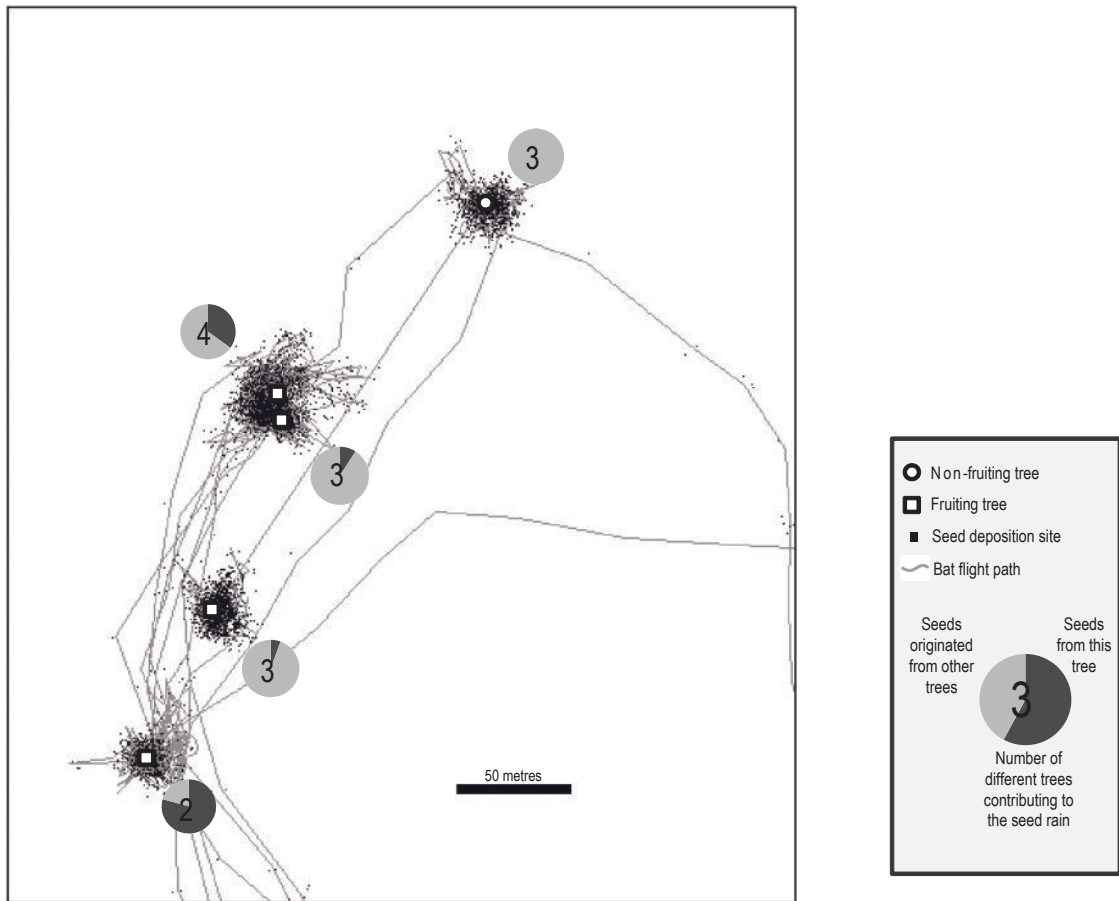 3
4
3
3
2
50 metres
Non-fruiting tree
Fruiting tree
Seed deposition site
Bat flight path
Seeds
originated
from other
trees
Seeds
from this
tree
3
Number of
different trees
contributing to
the seed rain